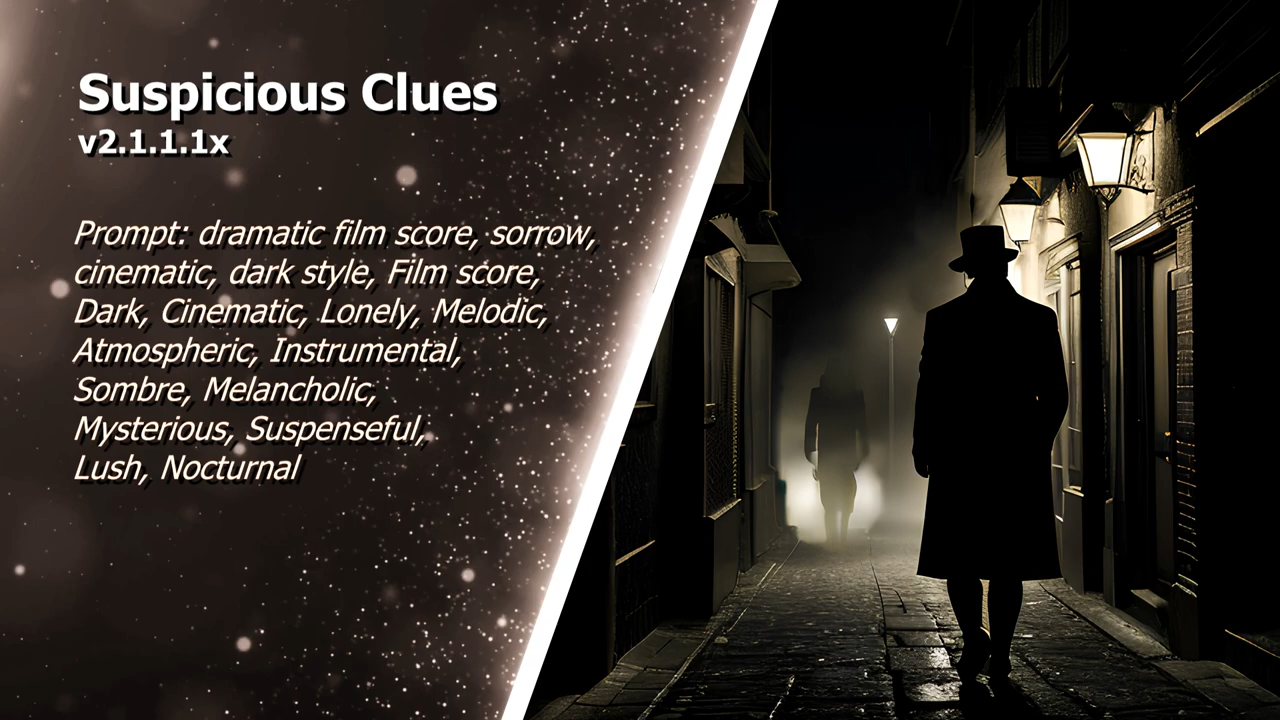 Suspicious Clues
v2.1.1.1x
Prompt: dramatic film score, sorrow,
cinematic, dark style, Film score,
Dark, Cinematic, Lonely, Melodic,
Atmospheric, Instrumental,
Sombre, Melancholic,
Mysterious, Suspenseful,
Lush, Nocturnal